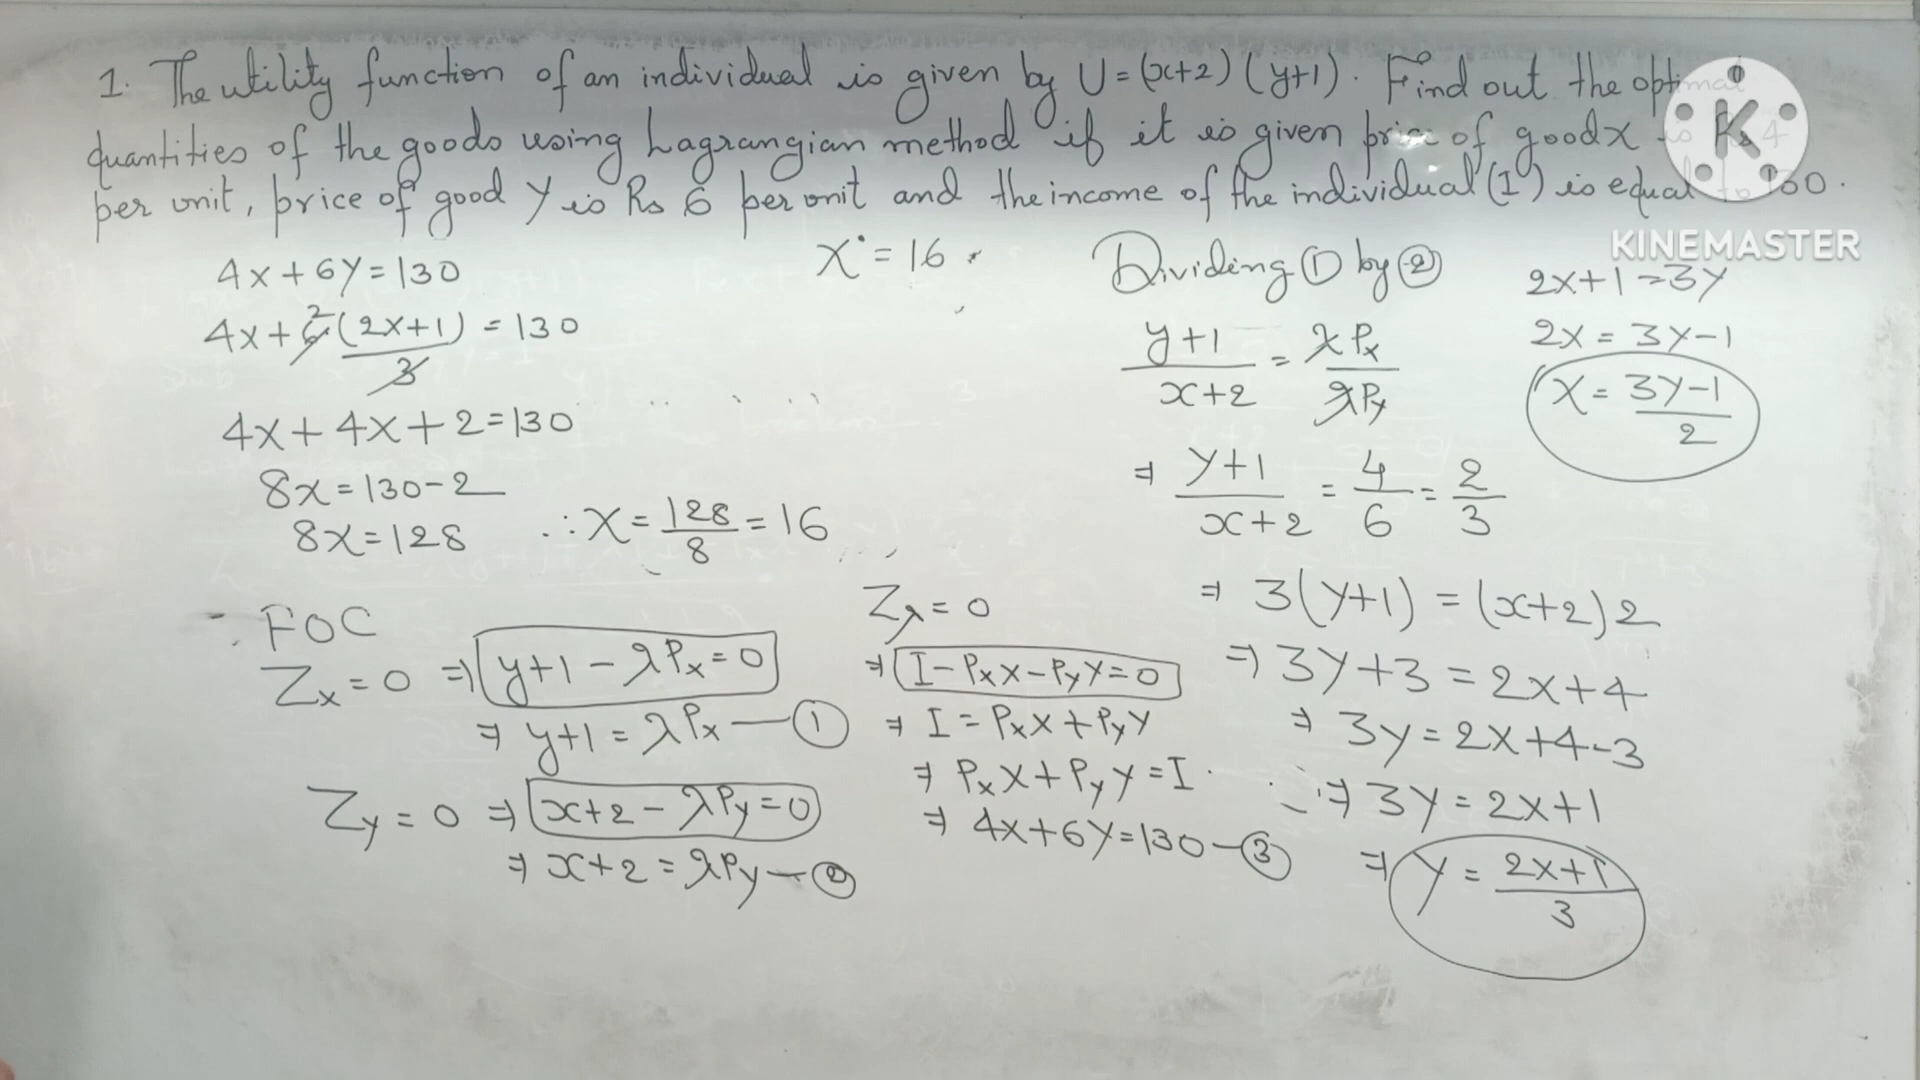 1. The utility function of an individual is given by U = (x+2) (y+1). Find out the optimal
quantities of the goods using Lagrangian method if it is given price of good x is Rs 4
per unit, price of good y is Rs 6 per unit and the income of the individual (I) is equal to 130.
KINEMASTER
4x + 6y = 130
4x + 6^2 (2x+1)/3 = 130
4x + 4x + 2 = 130
8x = 130 - 2
8x = 128 ∴ x = 128/8 = 16
x* = 16
FOC
Zx = 0 ⇒ y+1 - λPx = 0
⇒ y+1 = λPx — ①
Zy = 0 ⇒ x+2 - λPy = 0
⇒ x+2 = λPy — ②
Zλ = 0
⇒ I - Pxx - Pyy = 0
⇒ I = Pxx + Pyy
⇒ Pxx + Pyy = I
⇒ 4x + 6y = 130 — ③
Dividing ① by ②
y+1/x+2 = λPx/λPy
⇒ y+1/x+2 = 4/6 = 2/3
⇒ 3(y+1) = (x+2)2
⇒ 3y + 3 = 2x + 4
⇒ 3y = 2x + 4 - 3
⇒ 3y = 2x + 1
⇒ y = 2x+1/3
2x + 1 = 3y
2x = 3y - 1
x = 3y-1/2